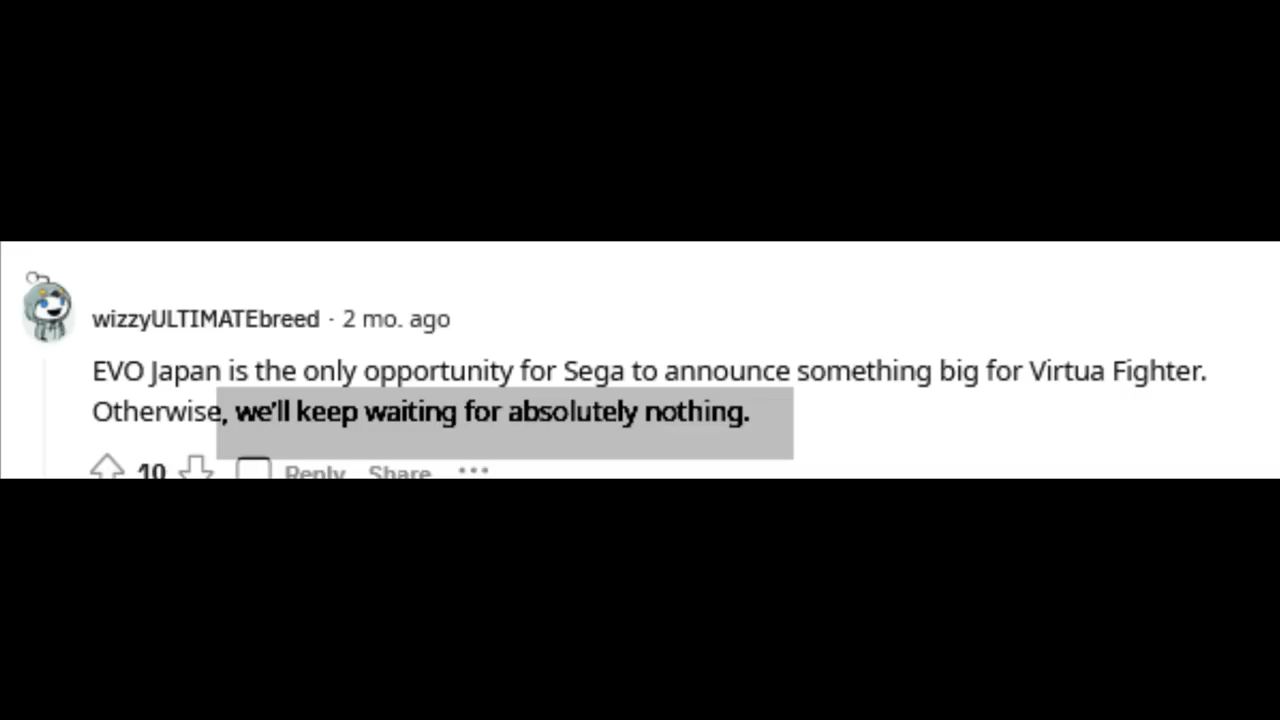 wizzyULTIMATEbreed · 2 mo. ago
EVO Japan is the only opportunity for Sega to announce something big for Virtua Fighter.
Otherwise, we'll keep waiting for absolutely nothing.
10 Reply Share ···